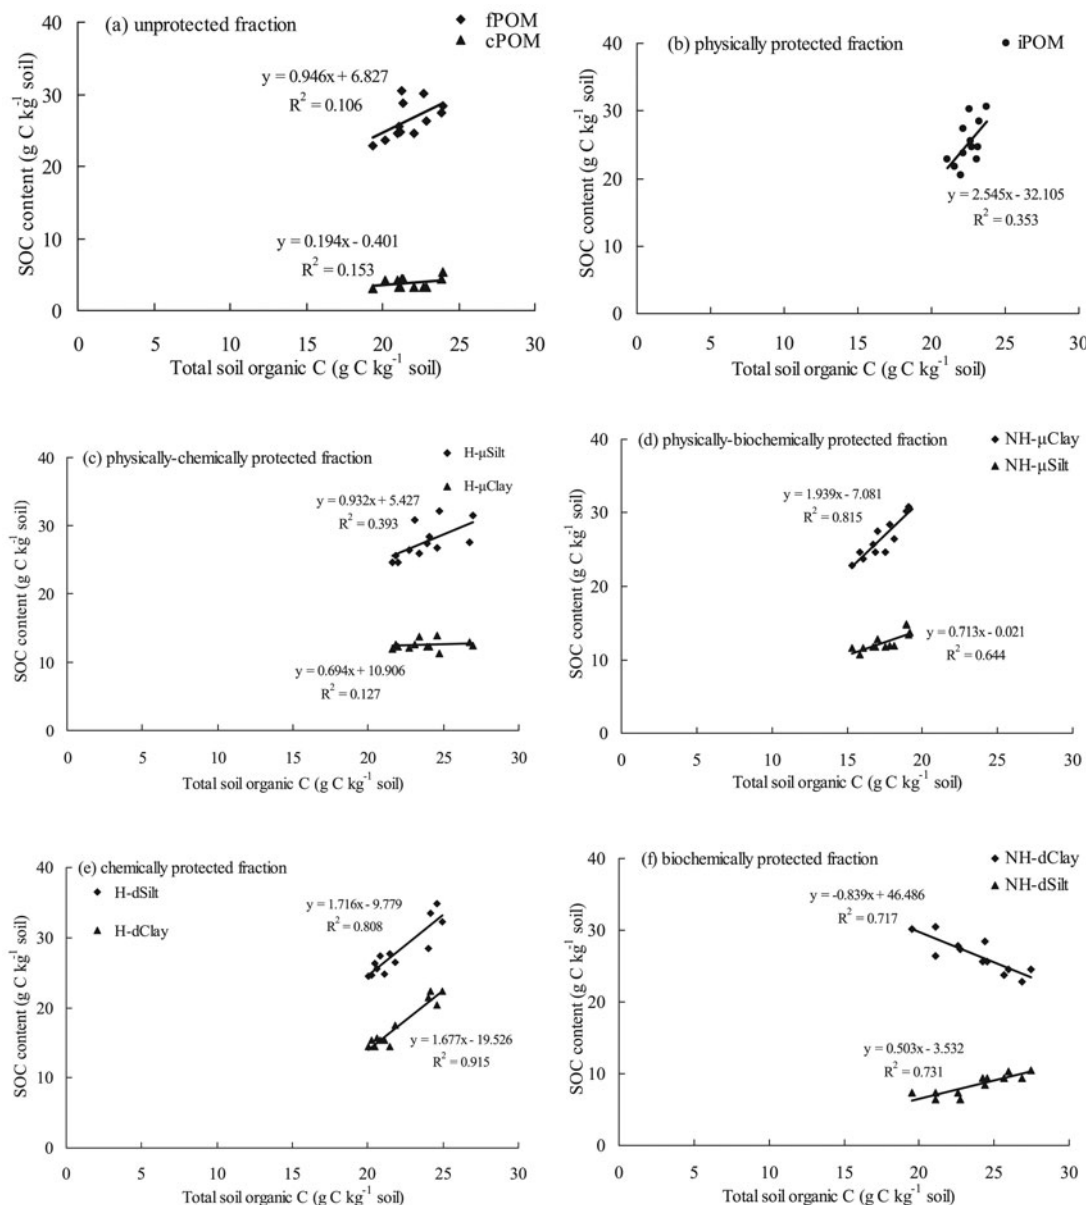 (a) unprotected fraction
◆ fPOM
▲ cPOM
y = 0.946x + 6.827
R² = 0.106
y = 0.194x - 0.401
R² = 0.153
SOC content (g C kg⁻¹ soil)
40
30
20
10
0
0 5 10 15 20 25 30
Total soil organic C (g C kg⁻¹ soil)
(b) physically protected fraction
● iPOM
y = 2.545x - 32.105
R² = 0.353
SOC content (g C kg⁻¹ soil)
40
30
20
10
0
0 5 10 15 20 25 30
Total soil organic C (g C kg⁻¹ soil)
(c) physically-chemically protected fraction
◆ H-μSilt
▲ H-μClay
y = 0.932x + 5.427
R² = 0.393
y = 0.694x + 10.906
R² = 0.127
SOC content (g C kg⁻¹ soil)
40
30
20
10
0
0 5 10 15 20 25 30
Total soil organic C (g C kg⁻¹ soil)
(d) physically-biochemically protected fraction
◆ NH-μClay
▲ NH-μSilt
y = 1.939x - 7.081
R² = 0.815
y = 0.713x - 0.021
R² = 0.644
SOC content (g C kg⁻¹ soil)
40
30
20
10
0
0 5 10 15 20 25 30
Total soil organic C (g C kg⁻¹ soil)
(e) chemically protected fraction
◆ H-dSilt
▲ H-dClay
y = 1.716x - 9.779
R² = 0.808
y = 1.677x - 19.526
R² = 0.915
SOC content (g C kg⁻¹ soil)
40
30
20
10
0
0 5 10 15 20 25 30
Total soil organic C (g C kg⁻¹ soil)
(f) biochemically protected fraction
◆ NH-dClay
▲ NH-dSilt
y = -0.839x + 46.486
R² = 0.717
y = 0.503x - 3.532
R² = 0.731
SOC content (g C kg⁻¹ soil)
40
30
20
10
0
0 5 10 15 20 25 30
Total soil organic C (g C kg⁻¹ soil)